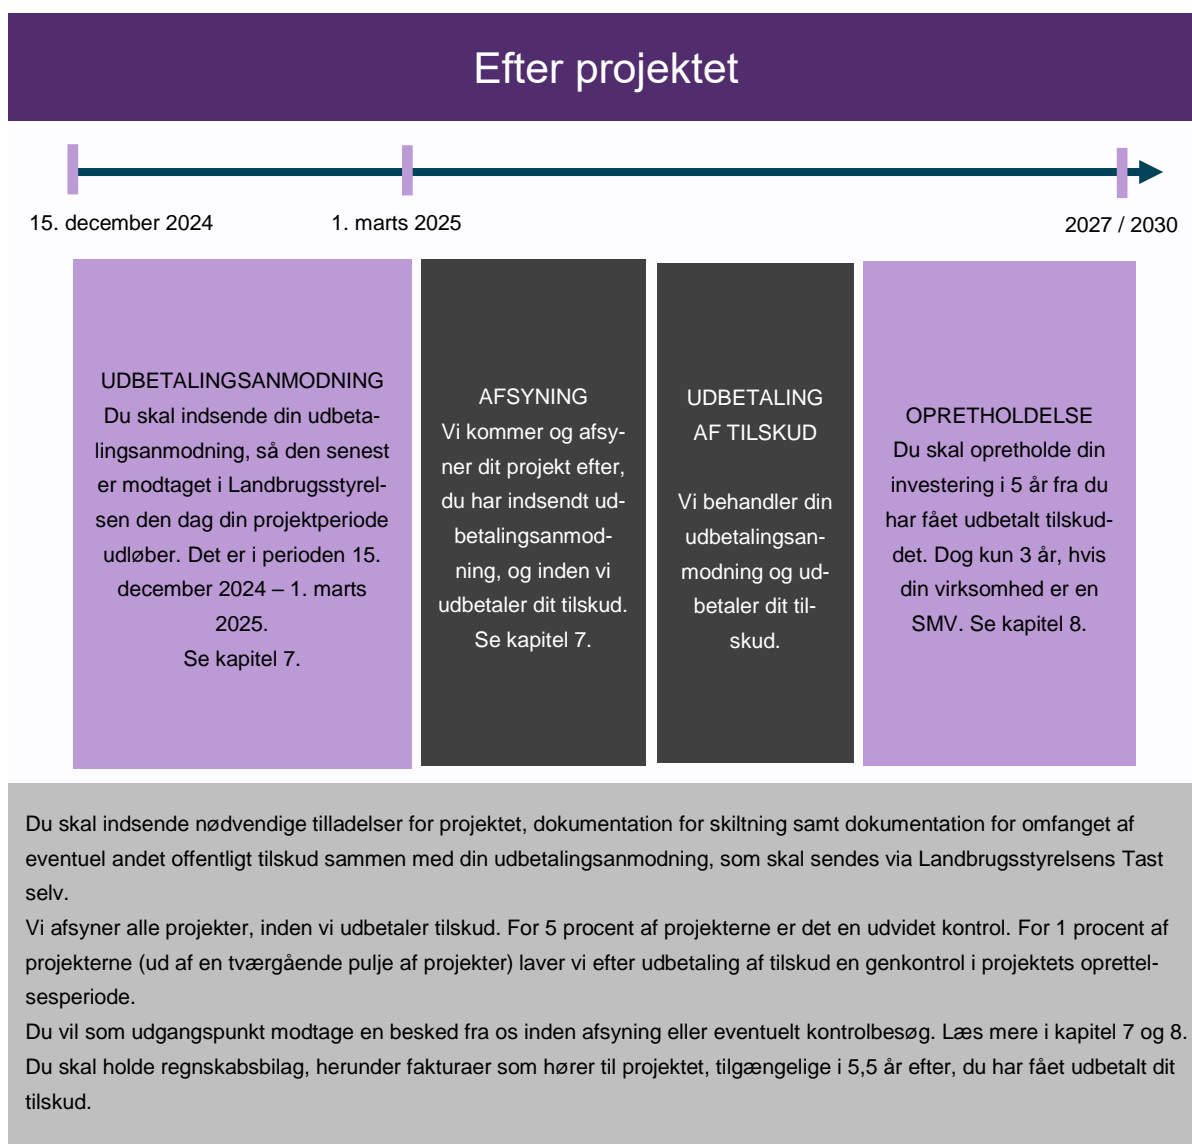 Efter projektet
15. december 2024
1. marts 2025
2027 / 2030
UDBETALINGSANMODNING
Du skal indsende din udbeta-
lingsanmodning, så den senest
er modtaget i Landbrugsstyrel-
sen den dag din projektperiode
udløber. Det er i perioden 15.
december 2024 – 1. marts
2025.
Se kapitel 7.
AFSYNING
Vi kommer og afsy-
ner dit projekt efter,
du har indsendt ud-
betalingsanmod-
ning, og inden vi
udbetaler dit tilskud.
Se kapitel 7.
UDBETALING
AF TILSKUD
Vi behandler din
udbetalingsan-
modning og ud-
betaler dit til-
skud.
OPRETHOLDELSE
Du skal opretholde din
investering i 5 år fra du
har fået udbetalt tilskud-
det. Dog kun 3 år, hvis
din virksomhed er en
SMV. Se kapitel 8.
Du skal indsende nødvendige tilladelser for projektet, dokumentation for skiltning samt dokumentation for omfanget af
eventuel andet offentligt tilskud sammen med din udbetalingsanmodning, som skal sendes via Landbrugsstyrelsens Tast
selv.
Vi afsyner alle projekter, inden vi udbetaler tilskud. For 5 procent af projekterne er det en udvidet kontrol. For 1 procent af
projekterne (ud af en tværgående pulje af projekter) laver vi efter udbetaling af tilskud en genkontrol i projektets oprettel-
sesperiode.
Du vil som udgangspunkt modtage en besked fra os inden afsyning eller eventuelt kontrolbesøg. Læs mere i kapitel 7 og 8.
Du skal holde regnskabsbilag, herunder fakturaer som hører til projektet, tilgængelige i 5,5 år efter, du har fået udbetalt dit
tilskud.